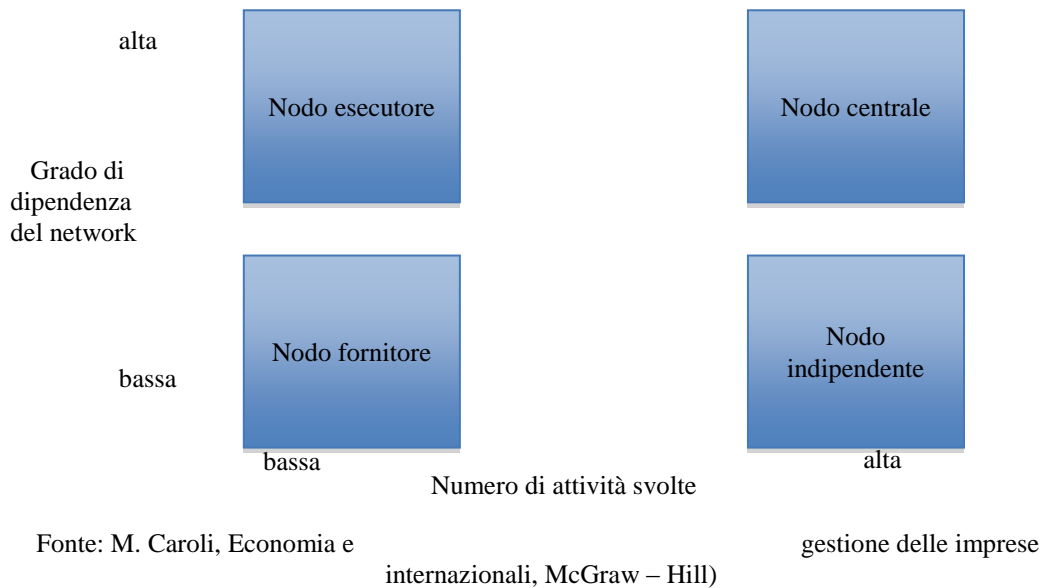 alta
Nodo esecutore
Nodo centrale
Grado di
dipendenza
del network
Nodo fornitore
Nodo
indipendente
bassa
bassa
alta
Numero di attività svolte
Fonte: M. Caroli, Economia e gestione delle imprese
internazionali, McGraw – Hill)